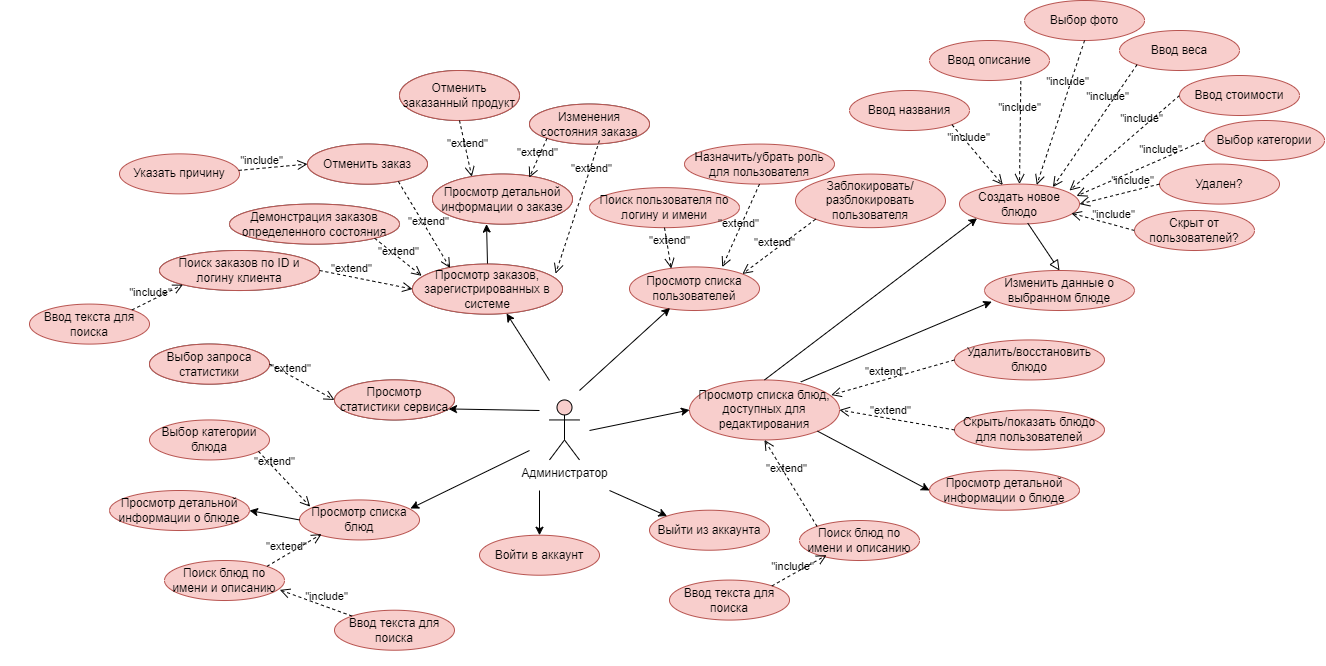 Выбор фото
Ввод веса
Ввод описание
"include"
"include"
"include"
Ввод стоимости
Ввод названия
"include"
"include"
Выбор категории
"include"
Удален?
"include"
Скрыт от
пользователей?
"include"
Создать новое
блюдо
Отменить
заказанный продукт
Изменения
состояния заказа
"extend"
"extend"
"extend"
Указать причину
"include"
Отменить заказ
Просмотр детальной
информации о заказе
Назначить/убрать роль
для пользователя
Поиск пользователя по
логину и имени
Заблокировать/
разблокировать
пользователя
"extend"
"extend"
"extend"
Демонстрация заказов
определенного состояния
"extend"
"extend"
Поиск заказов по ID и
логину клиента
"extend"
"include"
Ввод текста для
поиска
Просмотр заказов,
зарегистрированных в
системе
Просмотр списка
пользователей
Изменить данные о
выбранном блюде
Выбор запроса
статистики
"extend"
Просмотр
статистики сервиса
Удалить/восстановить
блюдо
"extend"
Просмотр списка блюд,
доступных для
редактирования
"extend"
Скрыть/показать блюдо
для пользователей
Администратор
Выбор категории
блюда
"extend"
"extend"
Просмотр детальной
информации о блюде
Просмотр детальной
информации о блюде
Просмотр списка
блюд
Выйти из аккаунта
Поиск блюд по
имени и описанию
"extend"
Войти в аккаунт
"include"
Поиск блюд по
имени и описанию
"include"
Ввод текста для
поиска
Ввод текста для
поиска